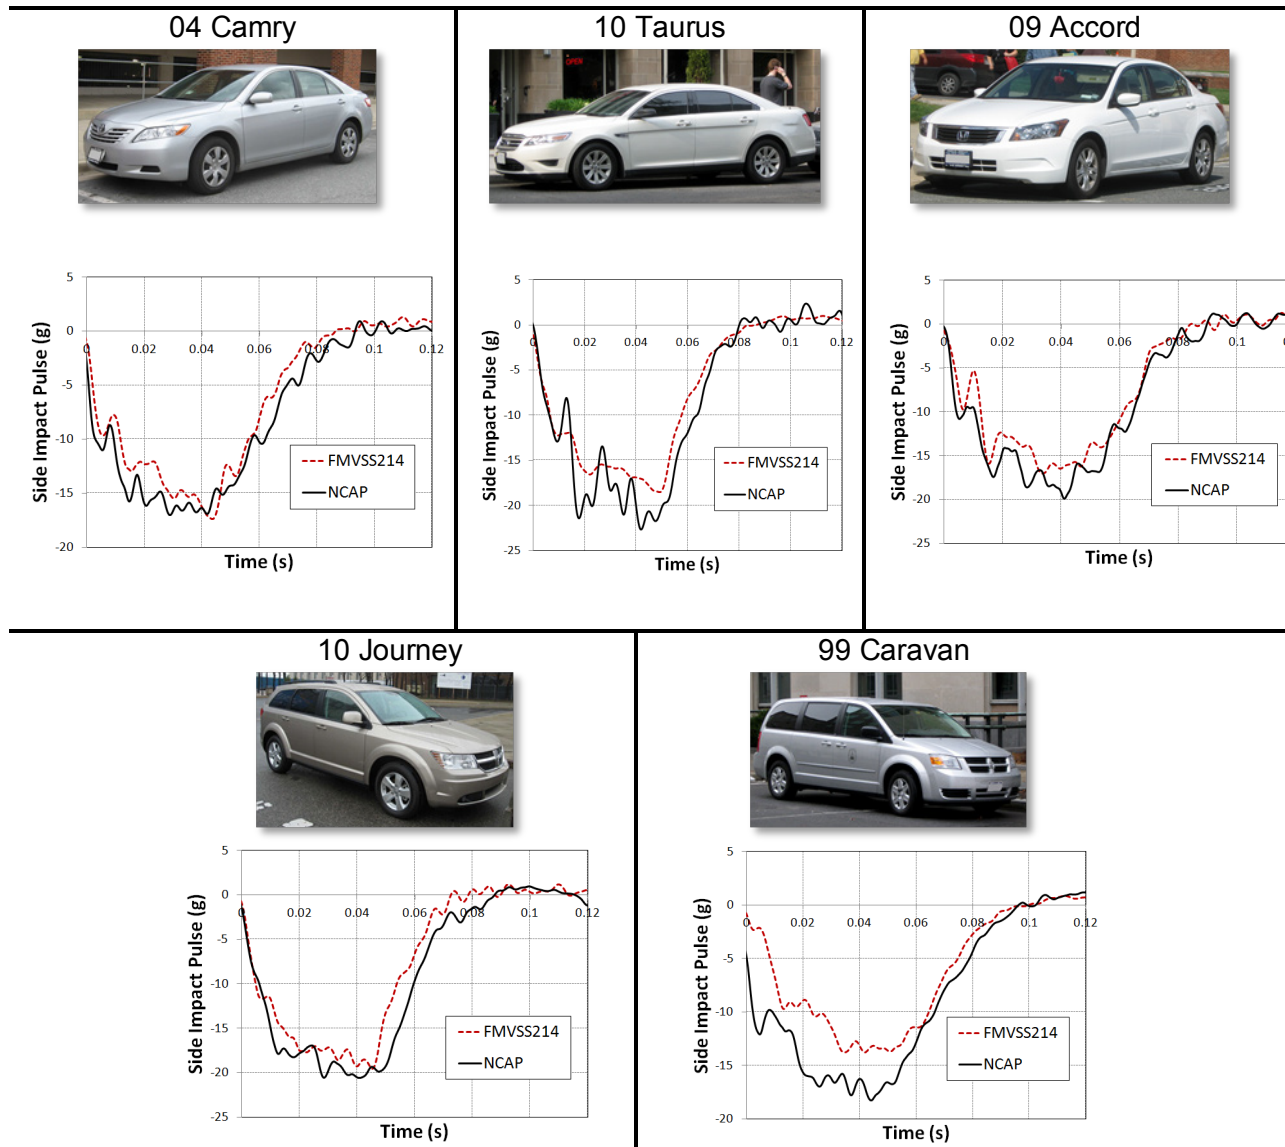 04 Camry
10 Taurus
09 Accord
OPEN
5
0
-5
-10
-15
-20
0 0.02 0.04 0.06 0.08 0.1 0.12
Side Impact Pulse (g)
Time (s)
FMVSS214
NCAP
5
0
-5
-10
-15
-20
-25
0 0.02 0.04 0.06 0.08 0.1 0.12
Side Impact Pulse (g)
Time (s)
FMVSS214
NCAP
5
0
-5
-10
-15
-20
-25
0 0.02 0.04 0.06 0.08 0.1
Side Impact Pulse (g)
Time (s)
FMVSS214
NCAP
10 Journey
99 Caravan
5
0
-5
-10
-15
-20
-25
0 0.02 0.04 0.06 0.08 0.1 0.12
Side Impact Pulse (g)
Time (s)
FMVSS214
NCAP
5
0
-5
-10
-15
-20
0 0.02 0.04 0.06 0.08 0.1 0.12
Side Impact Pulse (g)
Time (s)
FMVSS214
NCAP